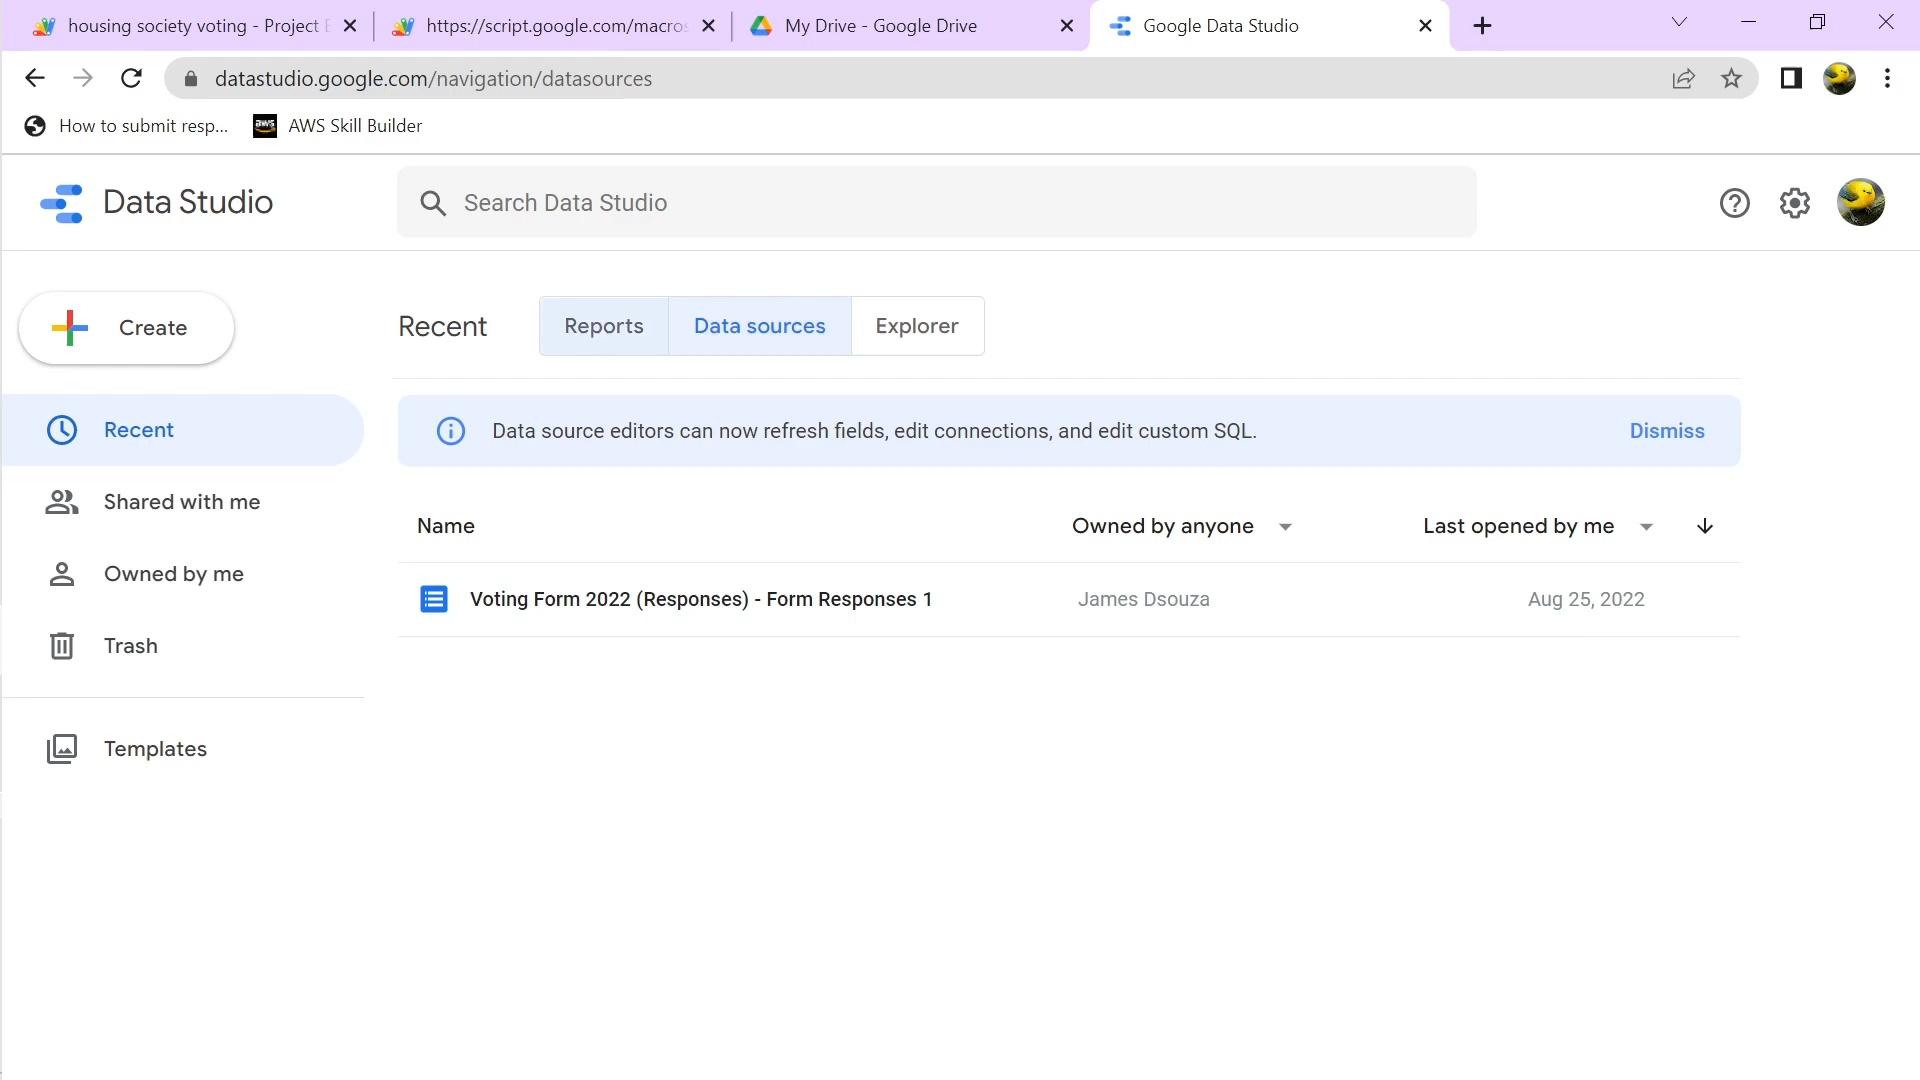 housing society voting - Project E
https://script.google.com/macros
My Drive - Google Drive
Google Data Studio
datastudio.google.com/navigation/datasources
How to submit resp...
aws
AWS Skill Builder
Data Studio
Search Data Studio
Create
Recent
Reports
Data sources
Explorer
Recent
Data source editors can now refresh fields, edit connections, and edit custom SQL.
Dismiss
Shared with me
Name
Owned by anyone
Last opened by me
Owned by me
Voting Form 2022 (Responses) - Form Responses 1
James Dsouza
Aug 25, 2022
Trash
Templates